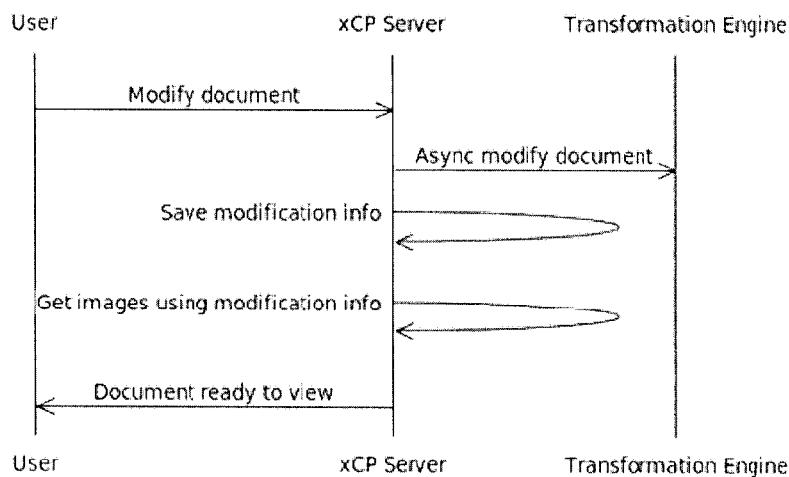 User xCP Server Transformation Engine
Modify document
Async modify document
Save modification info
Get images using modification info
Document ready to view
User xCP Server Transformation Engine